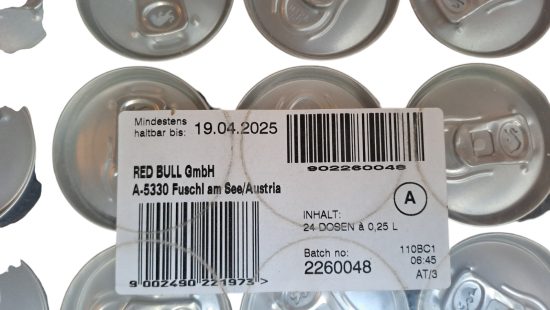 Mindestens
haltbar bis: 19.04.2025
902260048
RED BULL GmbH
A-5330 Fuschl am See/Austria
A
INHALT:
24 DOSEN à 0,25 L
Batch no: 110BC1
2260048 06:45
AT/3
9 002490 221973 >